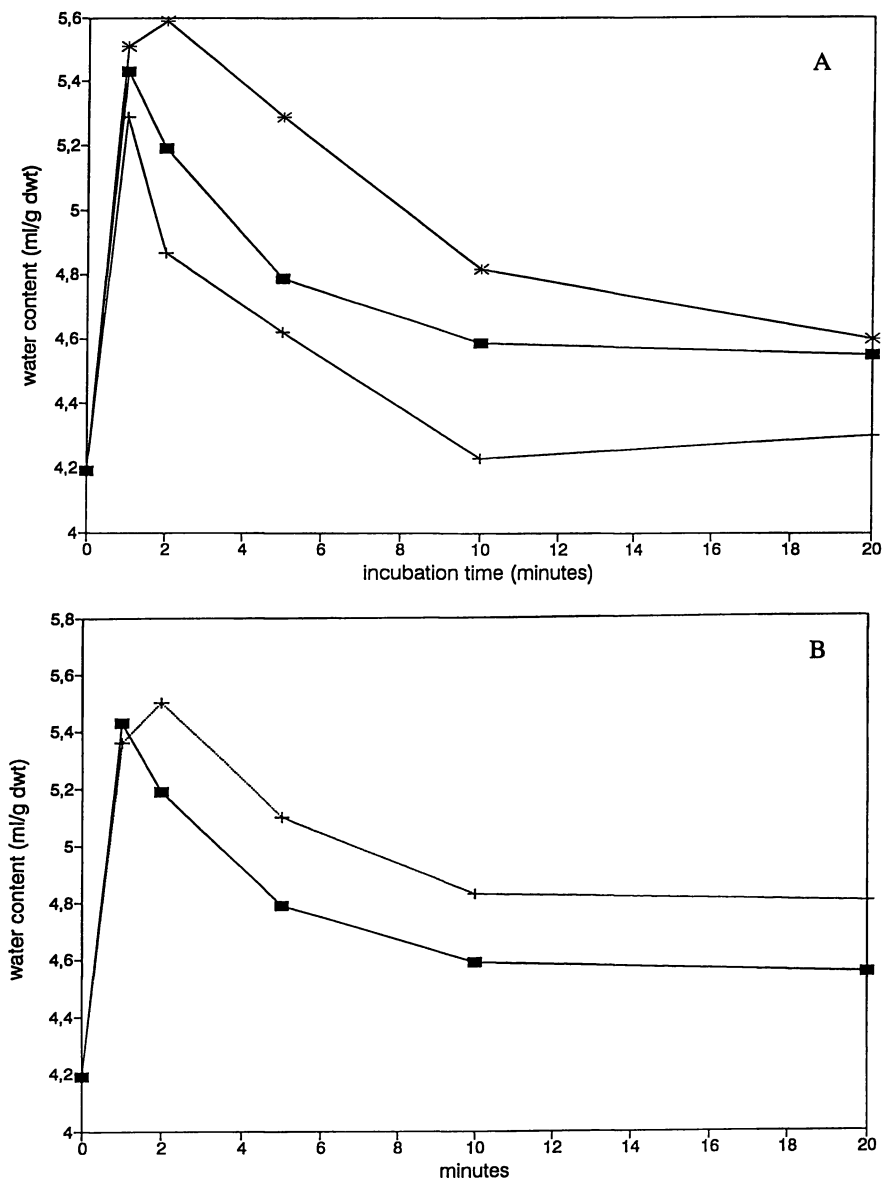 A
5,6
5,4
5,2
5
4,8
4,6
4,4
4,2
4
water content (ml/g dwt)
0 2 4 6 8 10 12 14 16 18 20
incubation time (minutes)
B
5,8
5,6
5,4
5,2
5
4,8
4,6
4,4
4,2
4
water content (ml/g dwt)
0 2 4 6 8 10 12 14 16 18 20
minutes